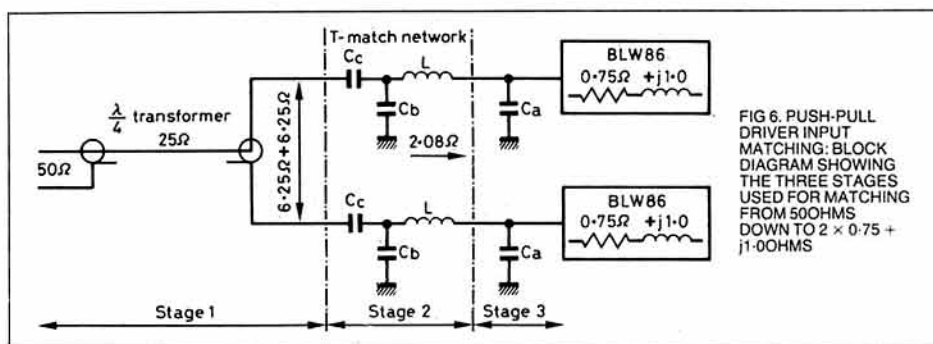 T-match network
Cc
L
BLW86
0·75Ω +j1·0
λ/4 transformer
25Ω
50Ω
6·25Ω + 6·25Ω
Cb
2·08Ω
Ca
Cc
L
BLW86
0·75Ω +j1·0
Cb
Ca
Stage 1
Stage 2
Stage 3
FIG 6. PUSH-PULL
DRIVER INPUT
MATCHING: BLOCK
DIAGRAM SHOWING
THE THREE STAGES
USED FOR MATCHING
FROM 50OHMS
DOWN TO 2 × 0·75 +
j1·0OHMS